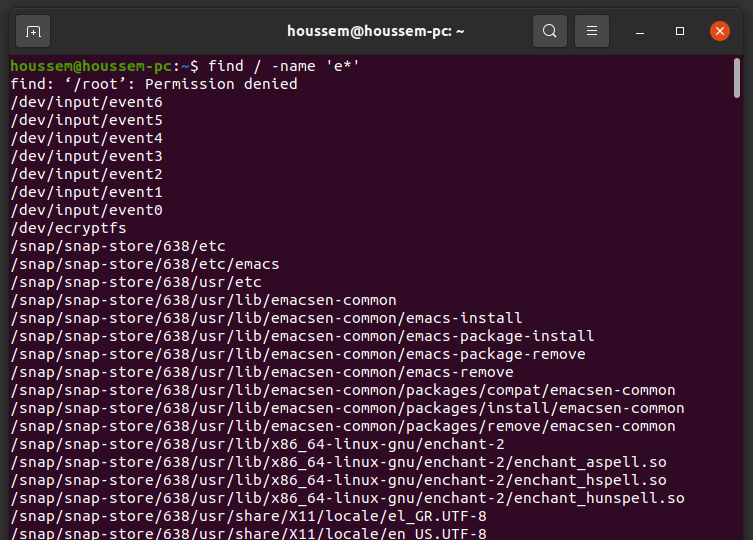 houssem@houssem-pc: ~
houssem@houssem-pc:~$ find / -name 'e*'
find: ‘/root’: Permission denied
/dev/input/event6
/dev/input/event5
/dev/input/event4
/dev/input/event3
/dev/input/event2
/dev/input/event1
/dev/input/event0
/dev/ecryptfs
/snap/snap-store/638/etc
/snap/snap-store/638/etc/emacs
/snap/snap-store/638/usr/etc
/snap/snap-store/638/usr/lib/emacsen-common
/snap/snap-store/638/usr/lib/emacsen-common/emacs-install
/snap/snap-store/638/usr/lib/emacsen-common/emacs-package-install
/snap/snap-store/638/usr/lib/emacsen-common/emacs-package-remove
/snap/snap-store/638/usr/lib/emacsen-common/emacs-remove
/snap/snap-store/638/usr/lib/emacsen-common/packages/compat/emacsen-common
/snap/snap-store/638/usr/lib/emacsen-common/packages/install/emacsen-common
/snap/snap-store/638/usr/lib/emacsen-common/packages/remove/emacsen-common
/snap/snap-store/638/usr/lib/x86_64-linux-gnu/enchant-2
/snap/snap-store/638/usr/lib/x86_64-linux-gnu/enchant-2/enchant_aspell.so
/snap/snap-store/638/usr/lib/x86_64-linux-gnu/enchant-2/enchant_hspell.so
/snap/snap-store/638/usr/lib/x86_64-linux-gnu/enchant-2/enchant_hunspell.so
/snap/snap-store/638/usr/share/X11/locale/el_GR.UTF-8
/snap/snap-store/638/usr/share/X11/locale/en_US.UTF-8